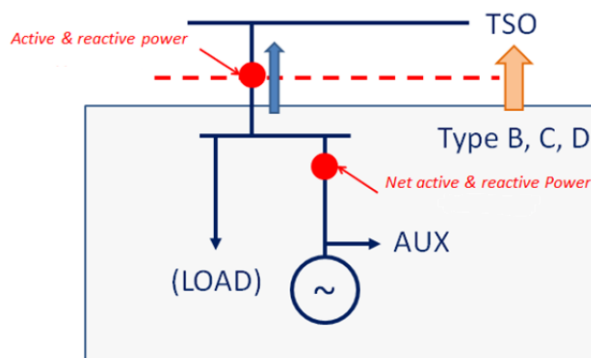 TSO
Active & reactive power
Type B, C, D
Net active & reactive Power
AUX
(LOAD)
~